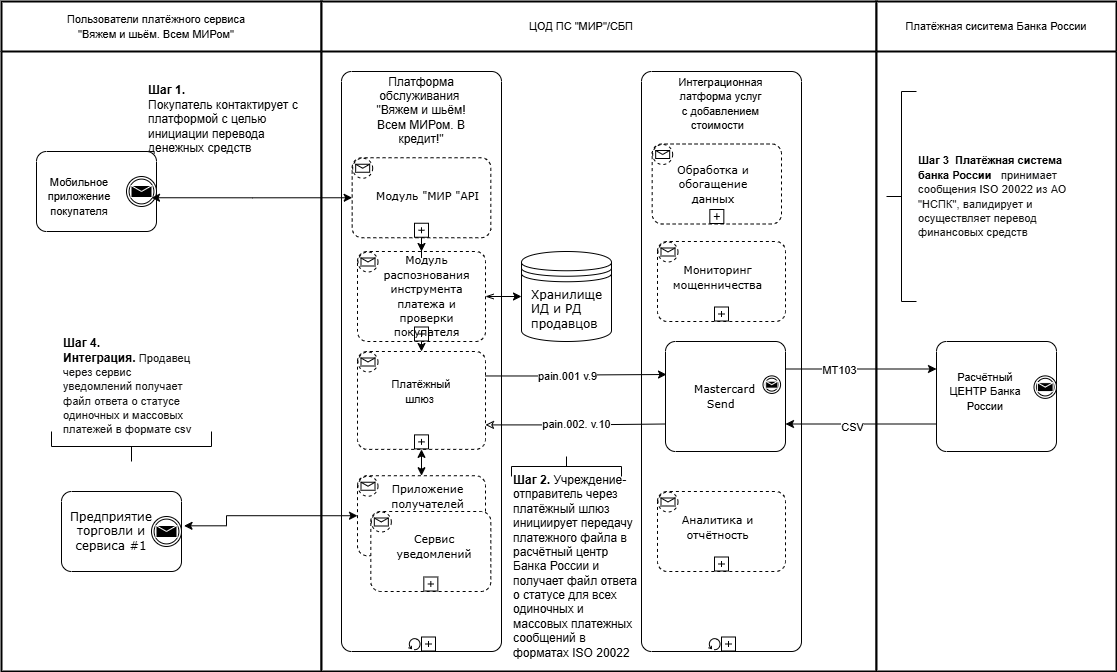 Пользователи платёжного сервиса
"Вяжем и шьём. Всем МИРом"
ЦОД ПС "МИР"/СБП
Платёжная сиситема Банка России
Шаг 1.
Покупатель контактирует с
платформой с целью
инициации перевода
денежных средств
Мобильное
приложение
покупателя
Шаг 4.
Интеграция. Продавец
через сервис
уведомлений получает
файл ответа о статусе
одиночных и массовых
платежей в формате csv
Предприятие
торговли и
сервиса #1
Платформа
обслуживания
"Вяжем и шьём!
Всем МИРом. В
кредит!"
Модуль "МИР "API
Модуль
распознования
инструмента
платежа и
проверки
покупателя
Хранилище
ИД и РД
продавцов
Платёжный
шлюз
pain.001 v.9
pain.002. v.10
Приложение
получателей
Сервис
уведомлений
Шаг 2. Учреждение-
отправитель через
платёжный шлюз
инициирует передачу
платежного файла в
расчётный центр
Банка России и
получает файл ответа
о статусе для всех
одиночных и
массовых платежных
сообщений в
форматах ISO 20022
Интеграционная
латформа услуг
с добавлением
стоимости
Обработка и
обогащение
данных
Мониторинг
мошенничества
Mastercard
Send
Аналитика и
отчётность
MT103
CSV
Шаг 3 Платёжная система
банка России принимает
сообщения ISO 20022 из АО
"НСПК", валидирует и
осуществляет перевод
финансовых средств
Расчётный
ЦЕНТР Банка
России